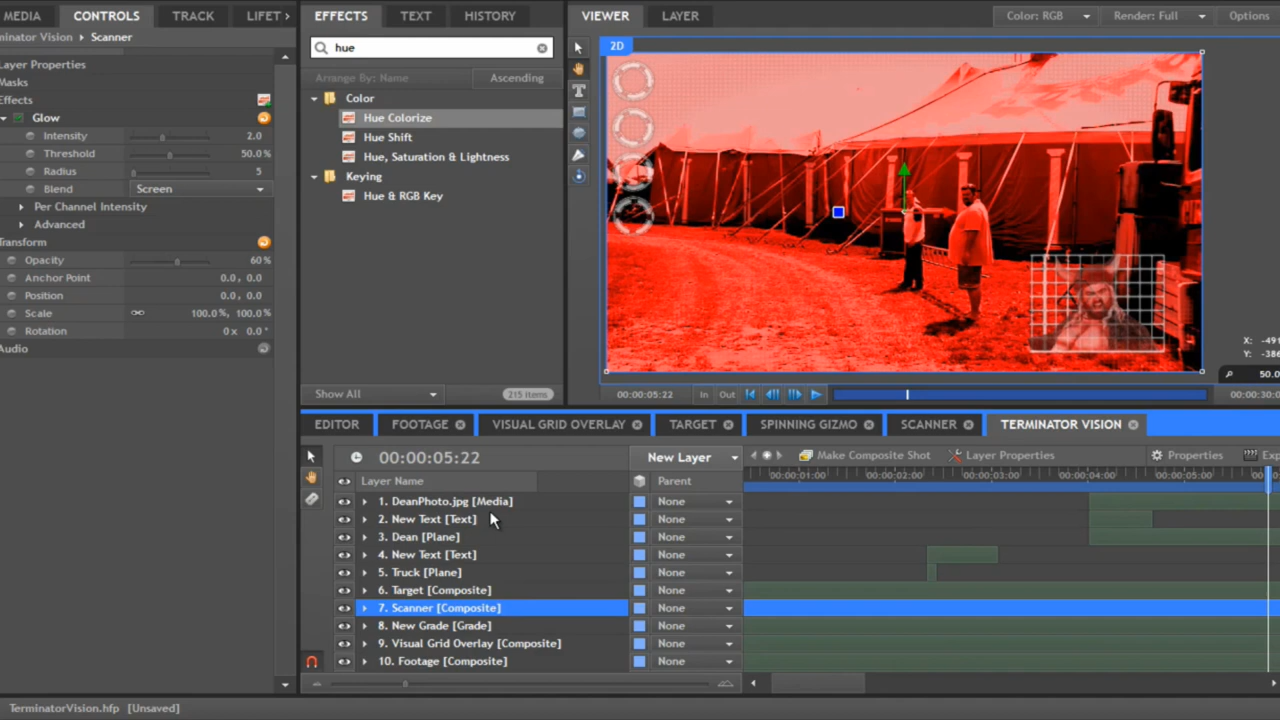 MEDIA CONTROLS TRACK LIFET EFFECTS TEXT HISTORY VIEWER LAYER Color: RGB Render: Full Options
minator Vision Scanner
Layer Properties
Masks
Effects
Glow
Intensity 2.0
Threshold 50.0%
Radius 5
Blend Screen
Per Channel Intensity
Advanced
Transform
Opacity 60%
Anchor Point 0.0, 0.0
Position 0.0, 0.0
Scale 100.0%, 100.0%
Rotation 0 x 0.0°
Audio
hue
Arrange By: Name Ascending
Color
Hue Colorize
Hue Shift
Hue, Saturation & Lightness
Keying
Hue & RGB Key
Show All 215 items
2D
X: -491
Y: -386
50.0
00:00:05:22 In Out 00:00:30:0
EDITOR FOOTAGE VISUAL GRID OVERLAY TARGET SPINNING GIZMO SCANNER TERMINATOR VISION
00:00:05:22 New Layer Make Composite Shot Layer Properties Properties Exp
Layer Name Parent 00:00:01:00 00:00:02:00 00:00:03:00 00:00:04:00 00:00:05:00
1. DeanPhoto.jpg [Media] None
2. New Text [Text] None
3. Dean [Plane] None
4. New Text [Text] None
5. Truck [Plane] None
6. Target [Composite] None
7. Scanner [Composite] None
8. New Grade [Grade] None
9. Visual Grid Overlay [Composite] None
10. Footage [Composite] None
TerminatorVision.hfp [Unsaved]